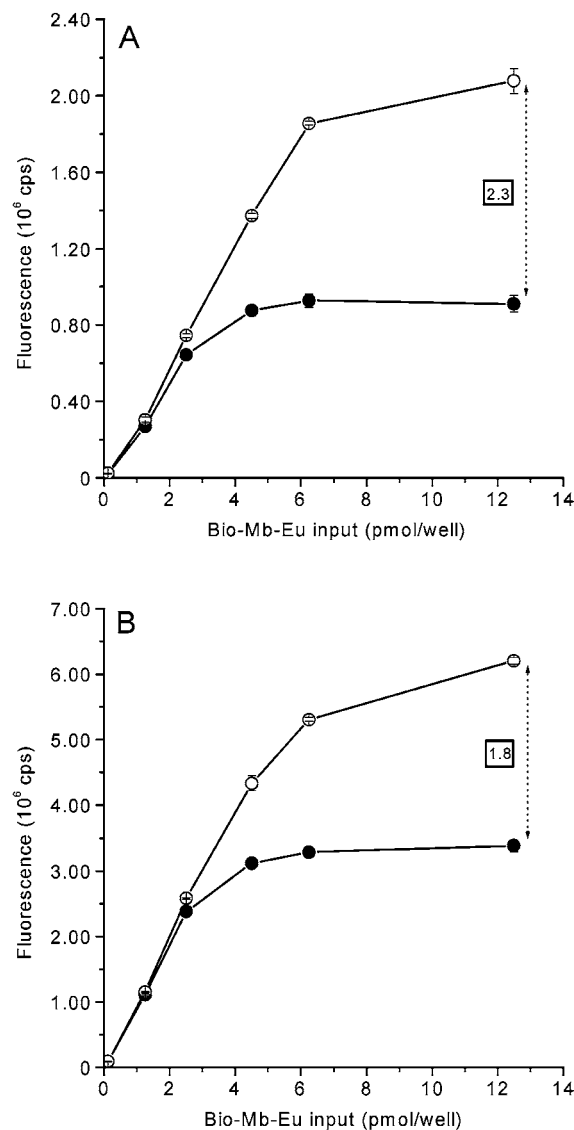 A
2.40
2.00
1.60
1.20
0.80
0.40
0
Fluorescence (10⁶ cps)
2.3
0 2 4 6 8 10 12 14
Bio-Mb-Eu input (pmol/well)
B
7.00
6.00
5.00
4.00
3.00
2.00
1.00
0
Fluorescence (10⁶ cps)
1.8
0 2 4 6 8 10 12 14
Bio-Mb-Eu input (pmol/well)